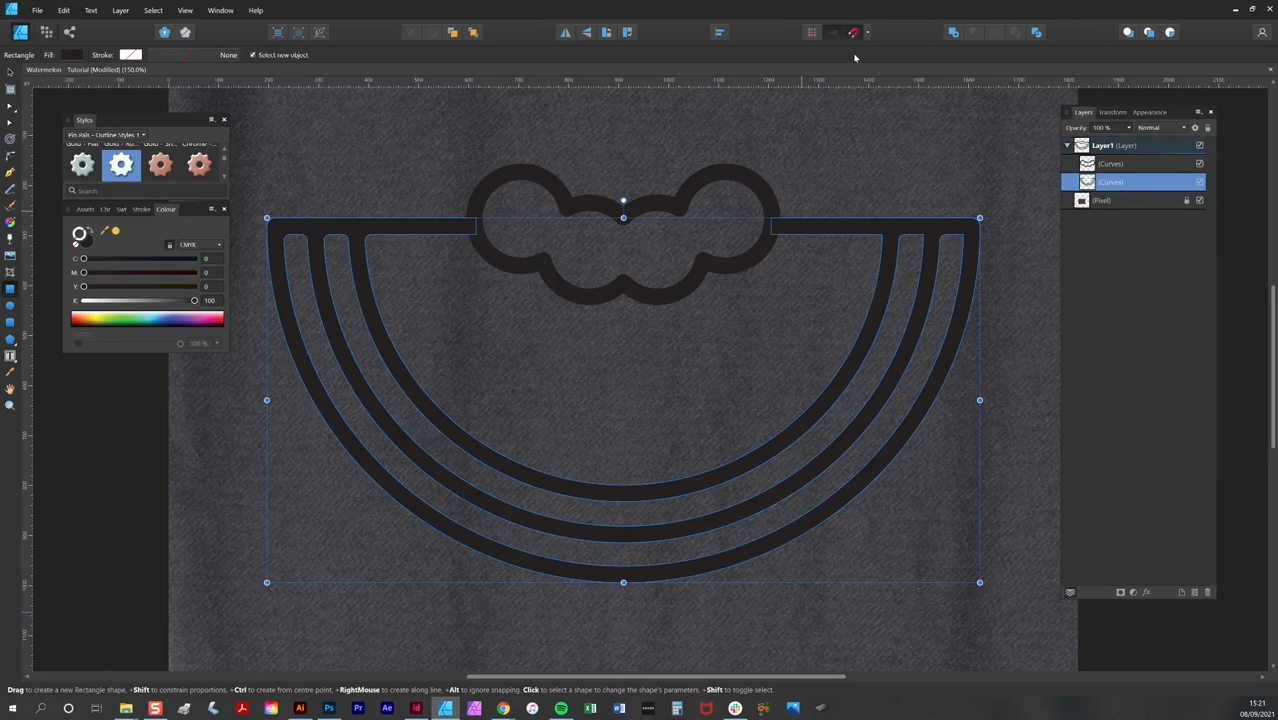 File Edit Text Layer Select View Window Help
Rectangle Fill: Stroke: None Select new object
Watermelon - Tutorial [Modified] (150.0%)
Styles
Pin Pals - Outline Styles 1
Search
Assets Chr Swt Stroke Colour
CMYK
C: 0
M: 0
Y: 0
K: 100
100 %
Layers Transform Appearance
Opacity: 100 % Normal
Layer1 (Layer)
(Curves)
(Curves)
(Pixel)
Drag to create a new Rectangle shape. +Shift to constrain proportions. +Ctrl to create from centre point. +RightMouse to create along line. +Alt to ignore snapping. Click to select a shape to change the shape's parameters. +Shift to toggle select.
15:21
08/09/2021